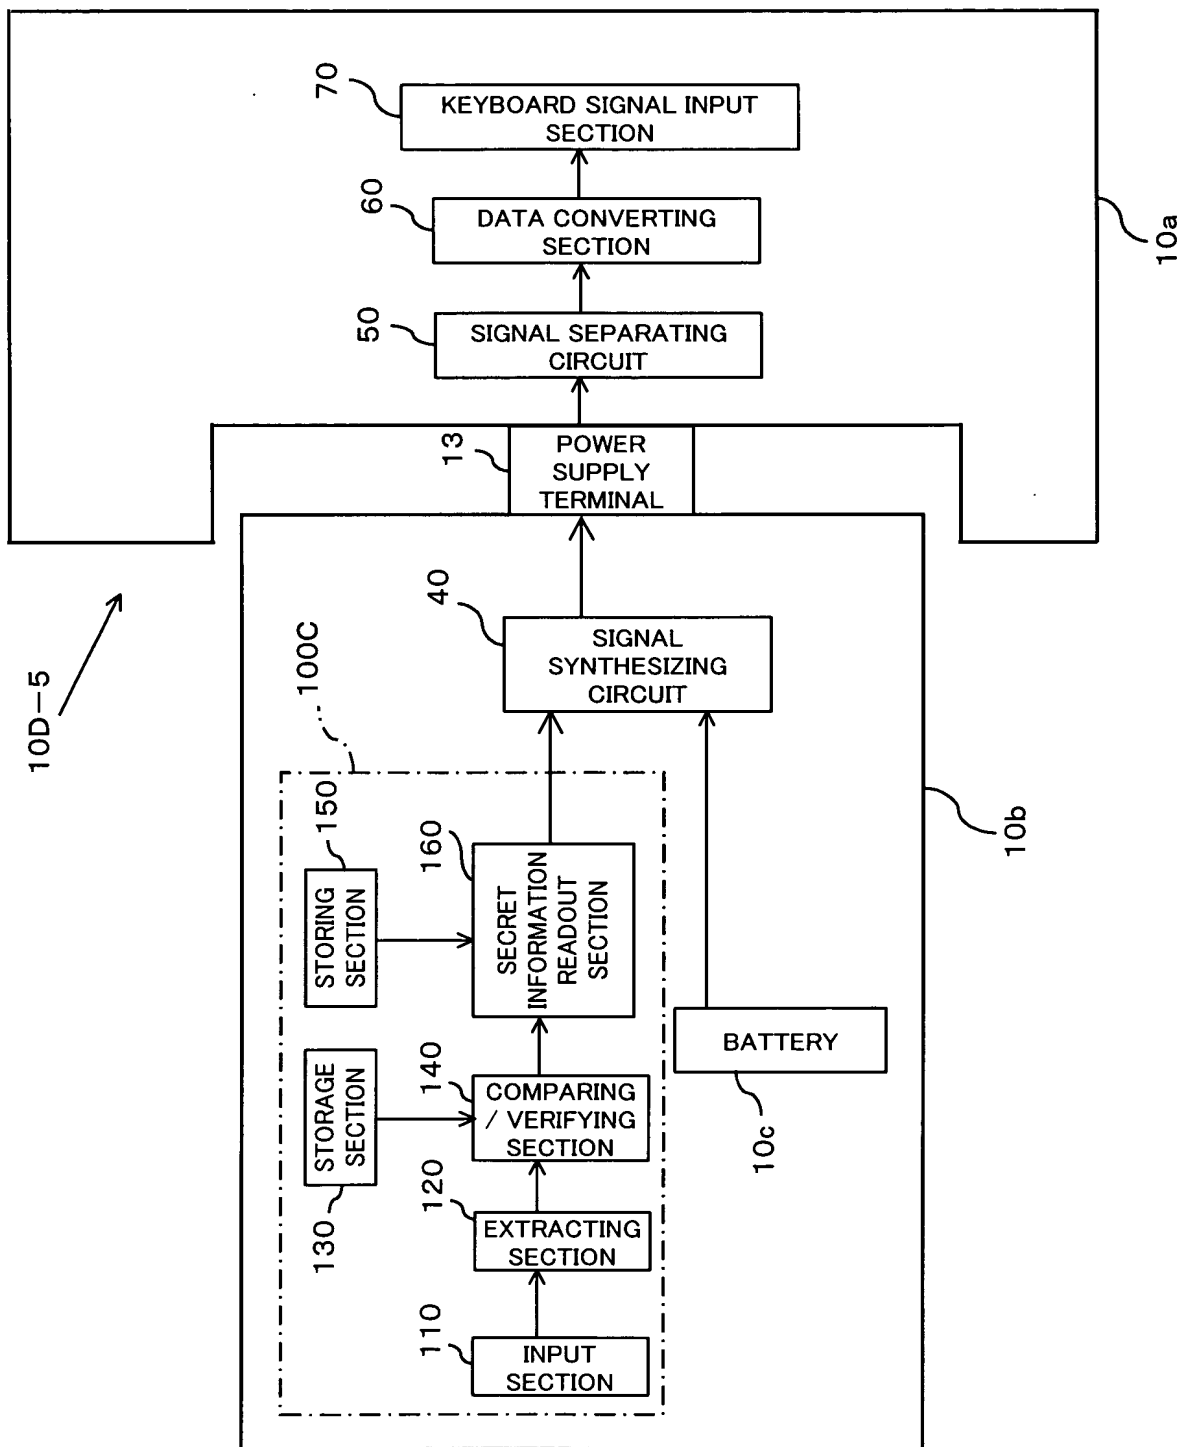 70
KEYBOARD SIGNAL INPUT
SECTION
60
DATA CONVERTING
SECTION
10a
50
SIGNAL SEPARATING
CIRCUIT
13
POWER
SUPPLY
TERMINAL
10D-5
40
SIGNAL
SYNTHESIZING
CIRCUIT
100C
150
STORING
SECTION
160
SECRET
INFORMATION
READOUT
SECTION
10b
130
STORAGE
SECTION
140
COMPARING
/ VERIFYING
SECTION
BATTERY
10c
120
EXTRACTING
SECTION
110
INPUT
SECTION